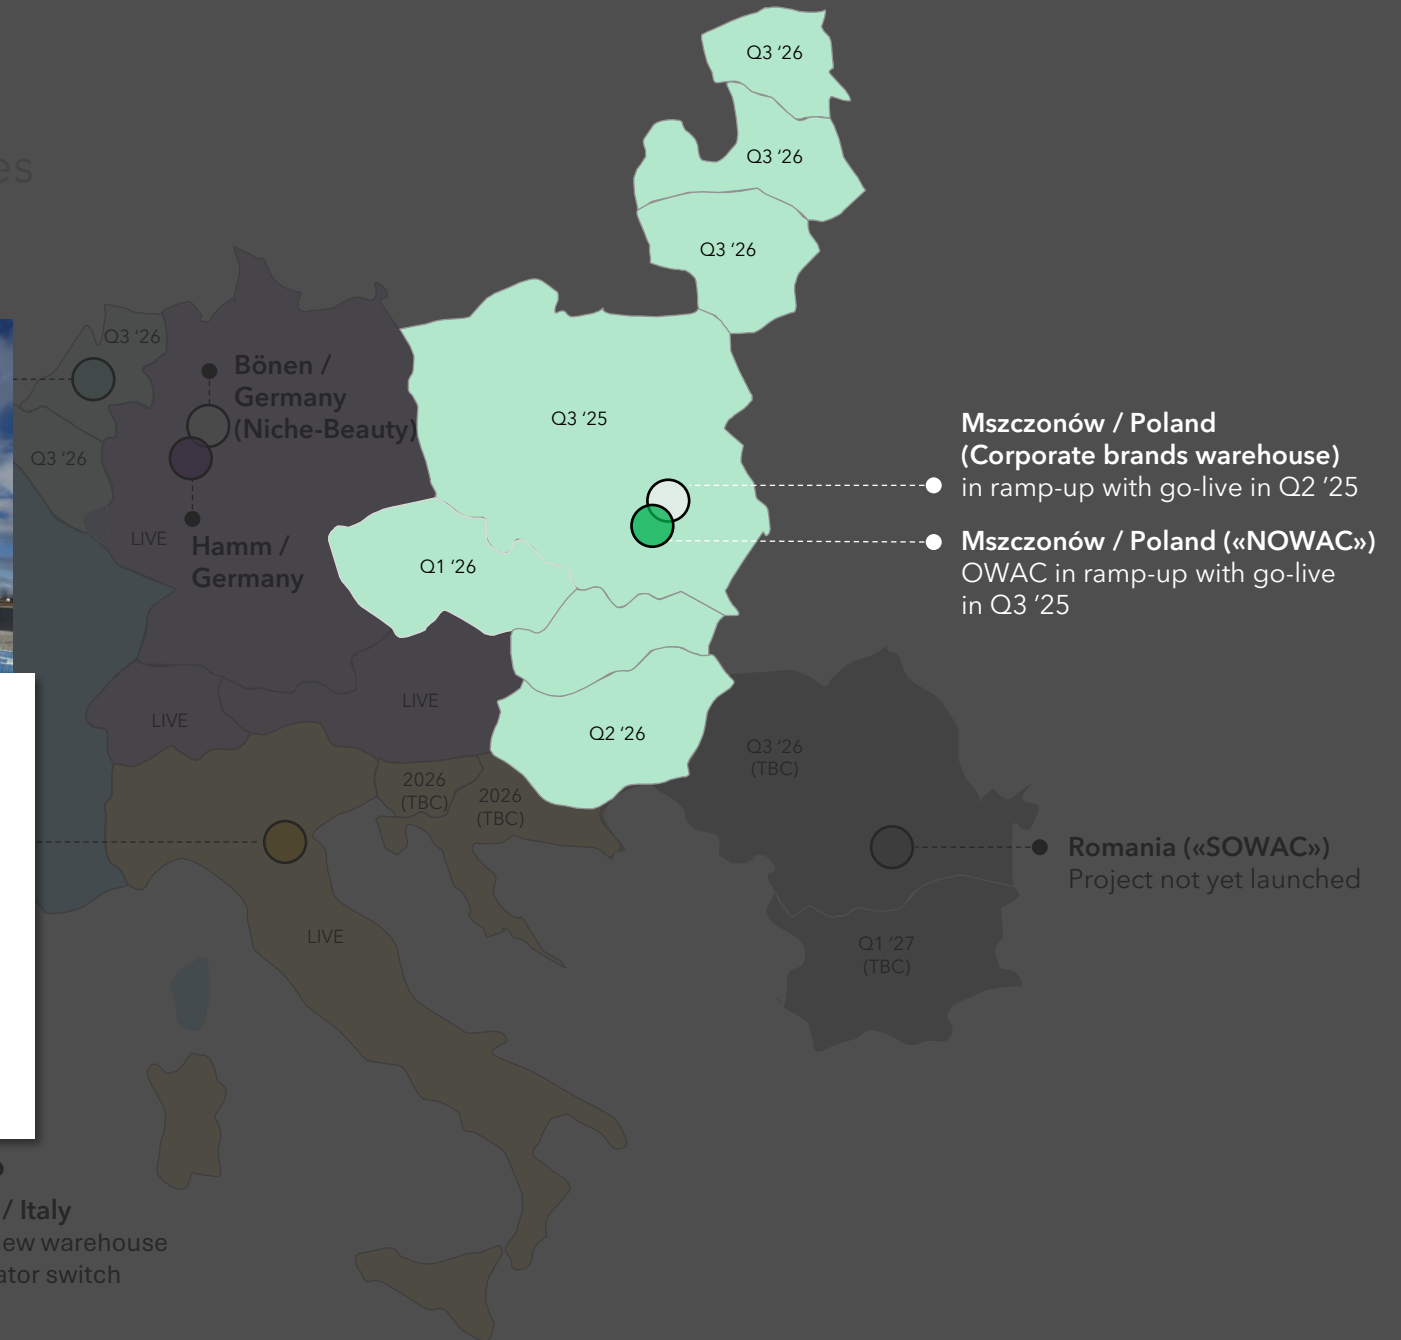 es
Q3 ‘26
Q3 ‘26
Q3 ‘26
Q3 ‘26
Bönen /
Germany
(Niche-Beauty)
Q3 ‘26
Q3 ‘25
Mszczonów / Poland
(Corporate brands warehouse)
in ramp-up with go-live in Q2 ’25
LIVE
Hamm /
Germany
Q1 ‘26
Mszczonów / Poland («NOWAC»)
OWAC in ramp-up with go-live
in Q3 ’25
LIVE
LIVE
Q2 ‘26
Q3 ‘26
(TBC)
2026
(TBC)
2026
(TBC)
Romania («SOWAC»)
Project not yet launched
LIVE
Q1 ‘27
(TBC)
/ Italy
ew warehouse
ator switch